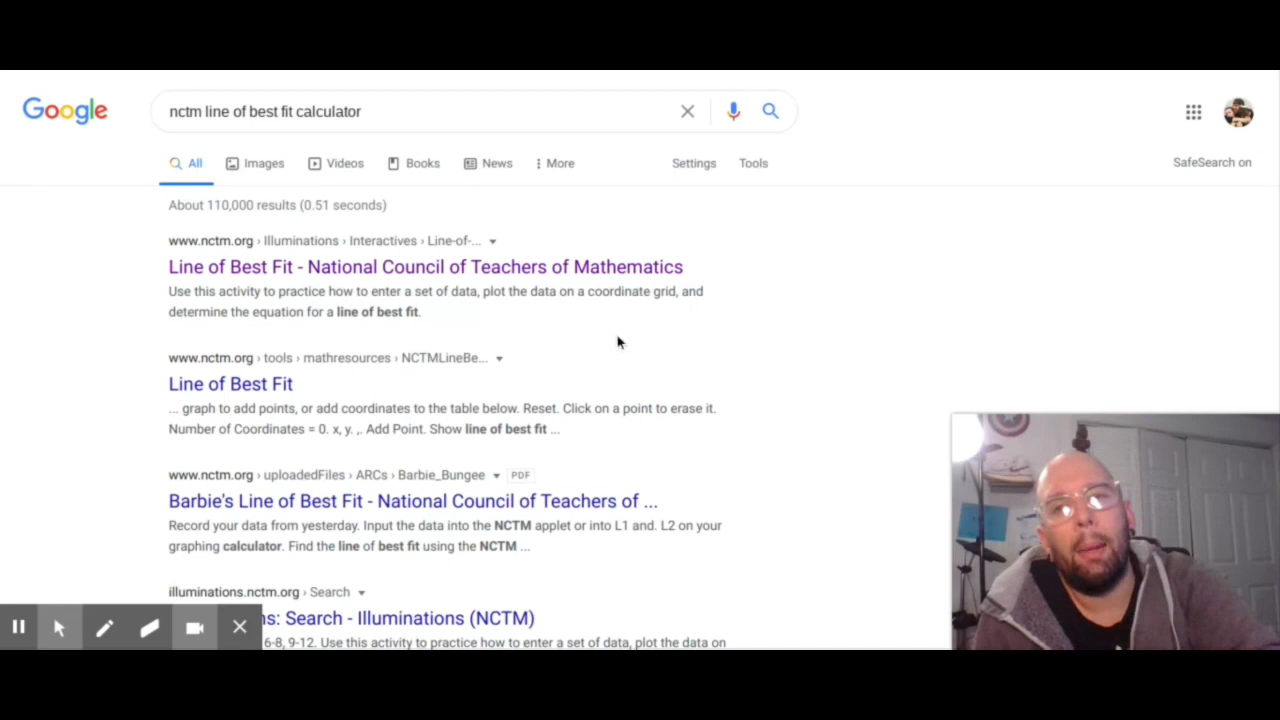 Google
nctm line of best fit calculator
All Images Videos Books News More Settings Tools
SafeSearch on
About 110,000 results (0.51 seconds)
www.nctm.org › Illuminations › Interactives › Line-of-...
Line of Best Fit - National Council of Teachers of Mathematics
Use this activity to practice how to enter a set of data, plot the data on a coordinate grid, and
determine the equation for a line of best fit.
www.nctm.org › tools › mathresources › NCTMLineBe...
Line of Best Fit
... graph to add points, or add coordinates to the table below. Reset. Click on a point to erase it.
Number of Coordinates = 0. x, y. ,. Add Point. Show line of best fit ...
www.nctm.org › uploadedFiles › ARCs › Barbie_Bungee PDF
Barbie's Line of Best Fit - National Council of Teachers of ...
Record your data from yesterday. Input the data into the NCTM applet or into L1 and. L2 on your
graphing calculator. Find the line of best fit using the NCTM ...
illuminations.nctm.org › Search
ns: Search - Illuminations (NCTM)
6-8, 9-12. Use this activity to practice how to enter a set of data, plot the data on